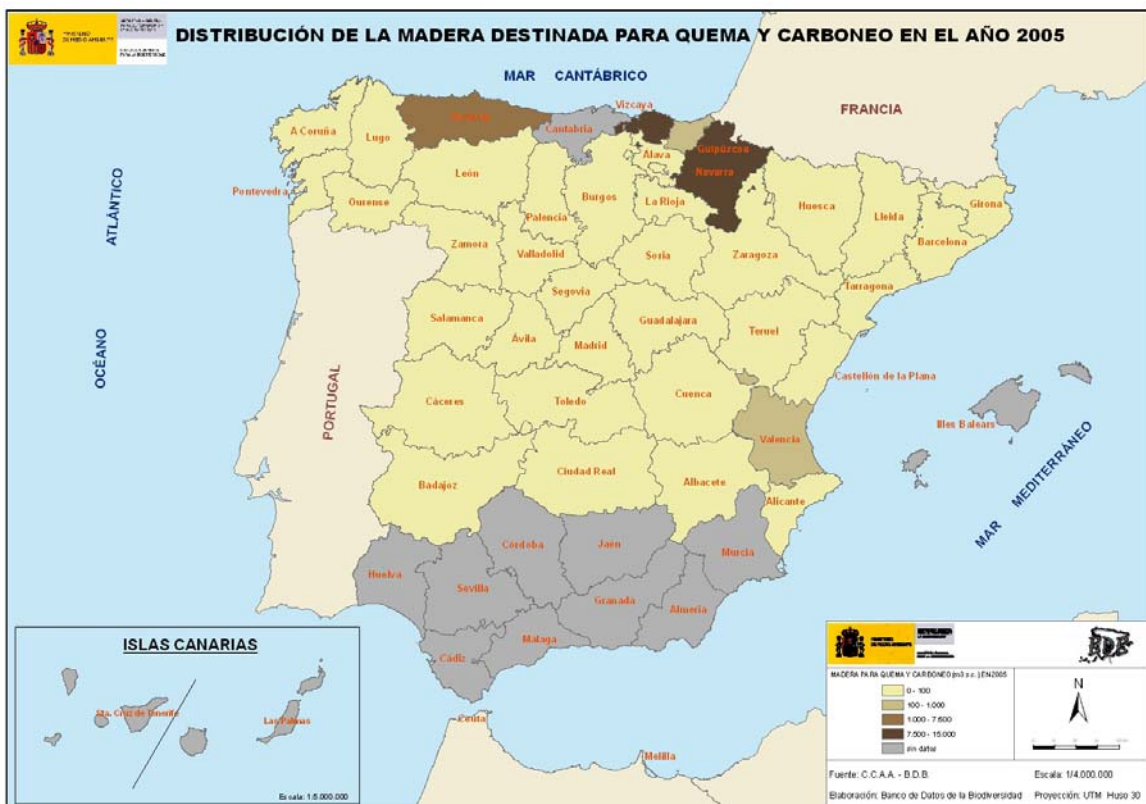 DISTRIBUCIÓN DE LA MADERA DESTINADA PARA QUEMA Y CARBONEO EN EL AÑO 2005
MAR CANTÁBRICO
FRANCIA
Vizcaya
A Coruña
Lugo
Cantabria
Guipúzcoa
Álava
Navarra
Pontevedra
Ourense
León
Palencia
Burgos
La Rioja
Huesca
Lleida
Girona
Barcelona
ATLÁNTICO
OCÉANO
Zamora
Valladolid
Soria
Zaragoza
Tarragona
Segovia
Salamanca
Ávila
Madrid
Guadalajara
Teruel
PORTUGAL
Castellón de la Plana
Cáceres
Toledo
Cuenca
Valencia
Illes Balears
MAR MEDITERRÁNEO
Badajoz
Ciudad Real
Albacete
Alicante
Córdoba
Jaén
Murcia
Huelva
Sevilla
Granada
Almería
Málaga
Cádiz
Ceuta
Melilla
ISLAS CANARIAS
Sta. Cruz de Tenerife
Las Palmas
Escala: 1:5.000.000
MADERA PARA QUEMA Y CARBONEO (m3 s.c.) EN 2005
0 - 100
100 - 1.000
1.000 - 7.500
7.500 - 15.000
sin datos
N
Fuente: C.C.A.A. - B.D.B.
Escala: 1/4.000.000
Elaboración: Banco de Datos de la Biodiversidad
Proyección: UTM Huso 30